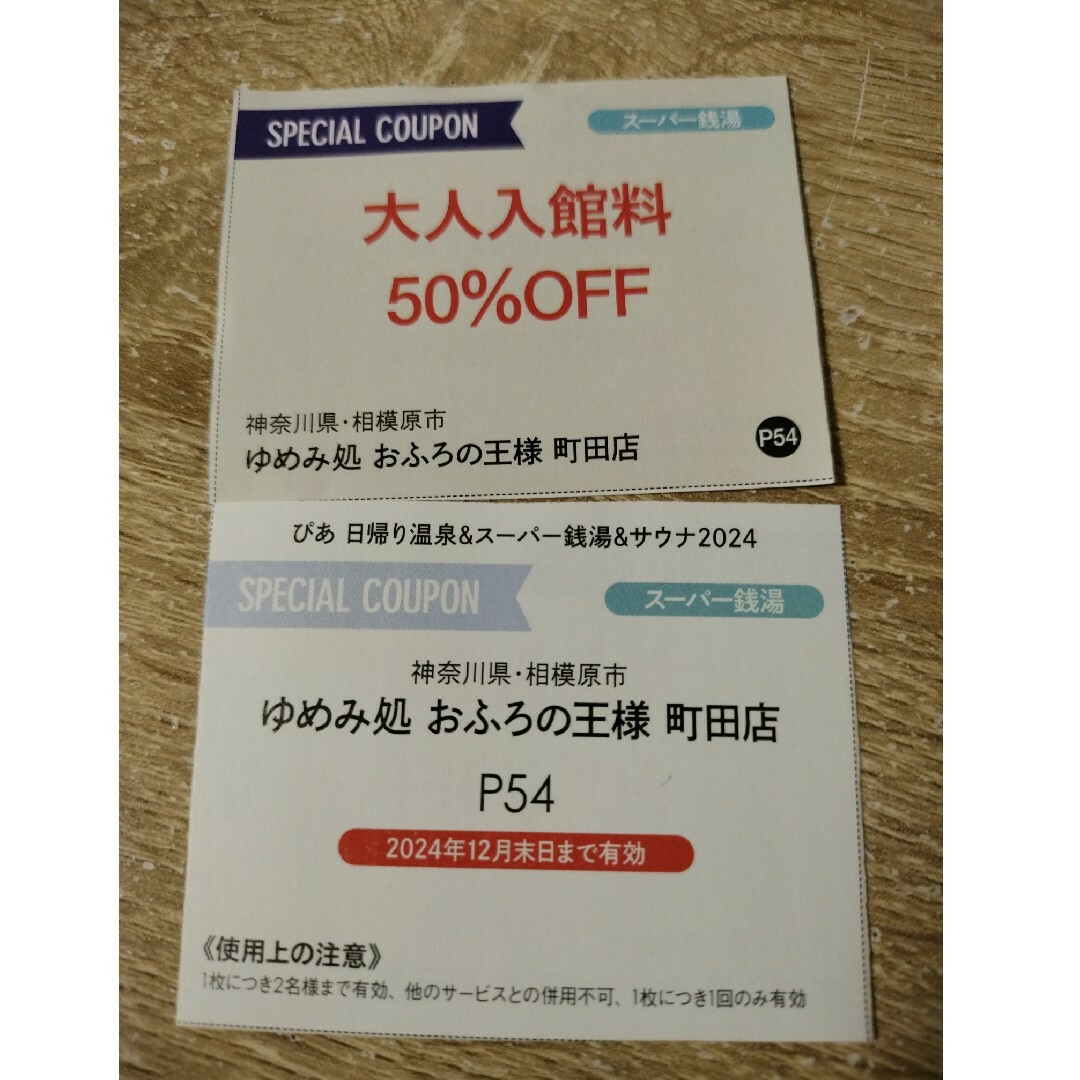 SPECIAL COUPON
スーパー銭湯
大人入館料
50%OFF
神奈川県・相模原市
ゆめみ処 おふろの王様 町田店
P54
ぴあ 日帰り温泉&スーパー銭湯&サウナ2024
SPECIAL COUPON
スーパー銭湯
神奈川県・相模原市
ゆめみ処 おふろの王様 町田店
P54
2024年12月末日まで有効
《使用上の注意》
1枚につき2名様まで有効、他のサービスとの併用不可、1枚につき1回のみ有効